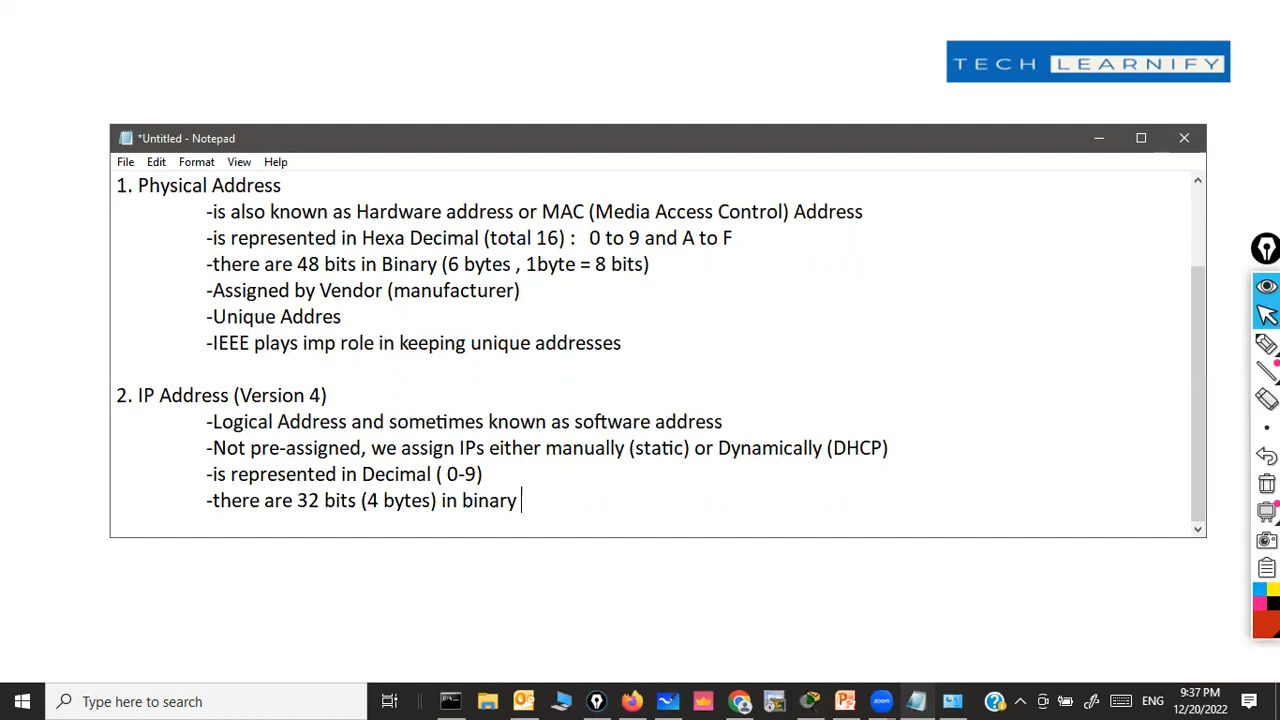 TECH LEARNIFY
*Untitled - Notepad
File Edit Format View Help
1. Physical Address
-is also known as Hardware address or MAC (Media Access Control) Address
-is represented in Hexa Decimal (total 16) : 0 to 9 and A to F
-there are 48 bits in Binary (6 bytes , 1byte = 8 bits)
-Assigned by Vendor (manufacturer)
-Unique Addres
-IEEE plays imp role in keeping unique addresses
2. IP Address (Version 4)
-Logical Address and sometimes known as software address
-Not pre-assigned, we assign IPs either manually (static) or Dynamically (DHCP)
-is represented in Decimal ( 0-9)
-there are 32 bits (4 bytes) in binary
Type here to search
zoom
ENG
9:37 PM
12/20/2022